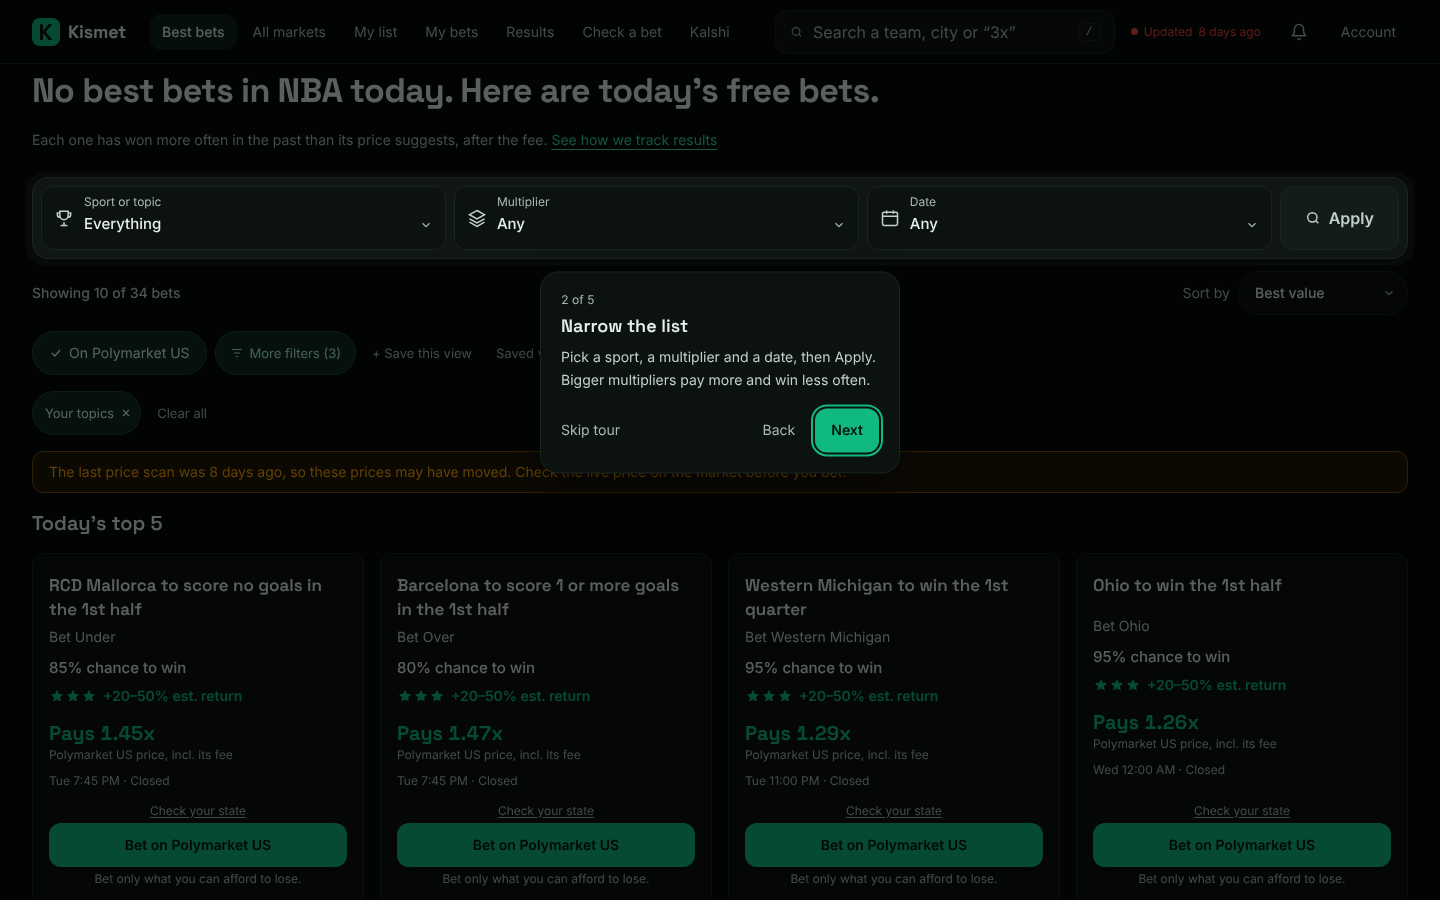 Kismet
Best bets
All markets
My list
My bets
Results
Check a bet
Kalshi
Search a team, city or “3x”
/
Updated 8 days ago
Account
No best bets in NBA today. Here are today’s free bets.
Each one has won more often in the past than its price suggests, after the fee. See how we track results
Sport or topic
Everything
Multiplier
Any
Date
Any
Apply
Showing 10 of 34 bets
Sort by
Best value
On Polymarket US
More filters (3)
+ Save this view
Saved
Your topics ×
Clear all
2 of 5
Narrow the list
Pick a sport, a multiplier and a date, then Apply.
Bigger multipliers pay more and win less often.
Skip tour
Back
Next
The last price scan was 8 days ago, so these prices may have moved. Check the live price on the market before you bet.
Today’s top 5
RCD Mallorca to score no goals in
the 1st half
Bet Under
85% chance to win
★★★ +20–50% est. return
Pays 1.45x
Polymarket US price, incl. its fee
Tue 7:45 PM · Closed
Check your state
Bet on Polymarket US
Bet only what you can afford to lose.
Barcelona to score 1 or more goals
in the 1st half
Bet Over
80% chance to win
★★★ +20–50% est. return
Pays 1.47x
Polymarket US price, incl. its fee
Tue 7:45 PM · Closed
Check your state
Bet on Polymarket US
Bet only what you can afford to lose.
Western Michigan to win the 1st
quarter
Bet Western Michigan
95% chance to win
★★★ +20–50% est. return
Pays 1.29x
Polymarket US price, incl. its fee
Tue 11:00 PM · Closed
Check your state
Bet on Polymarket US
Bet only what you can afford to lose.
Ohio to win the 1st half
Bet Ohio
95% chance to win
★★★ +20–50% est. return
Pays 1.26x
Polymarket US price, incl. its fee
Wed 12:00 AM · Closed
Check your state
Bet on Polymarket US
Bet only what you can afford to lose.